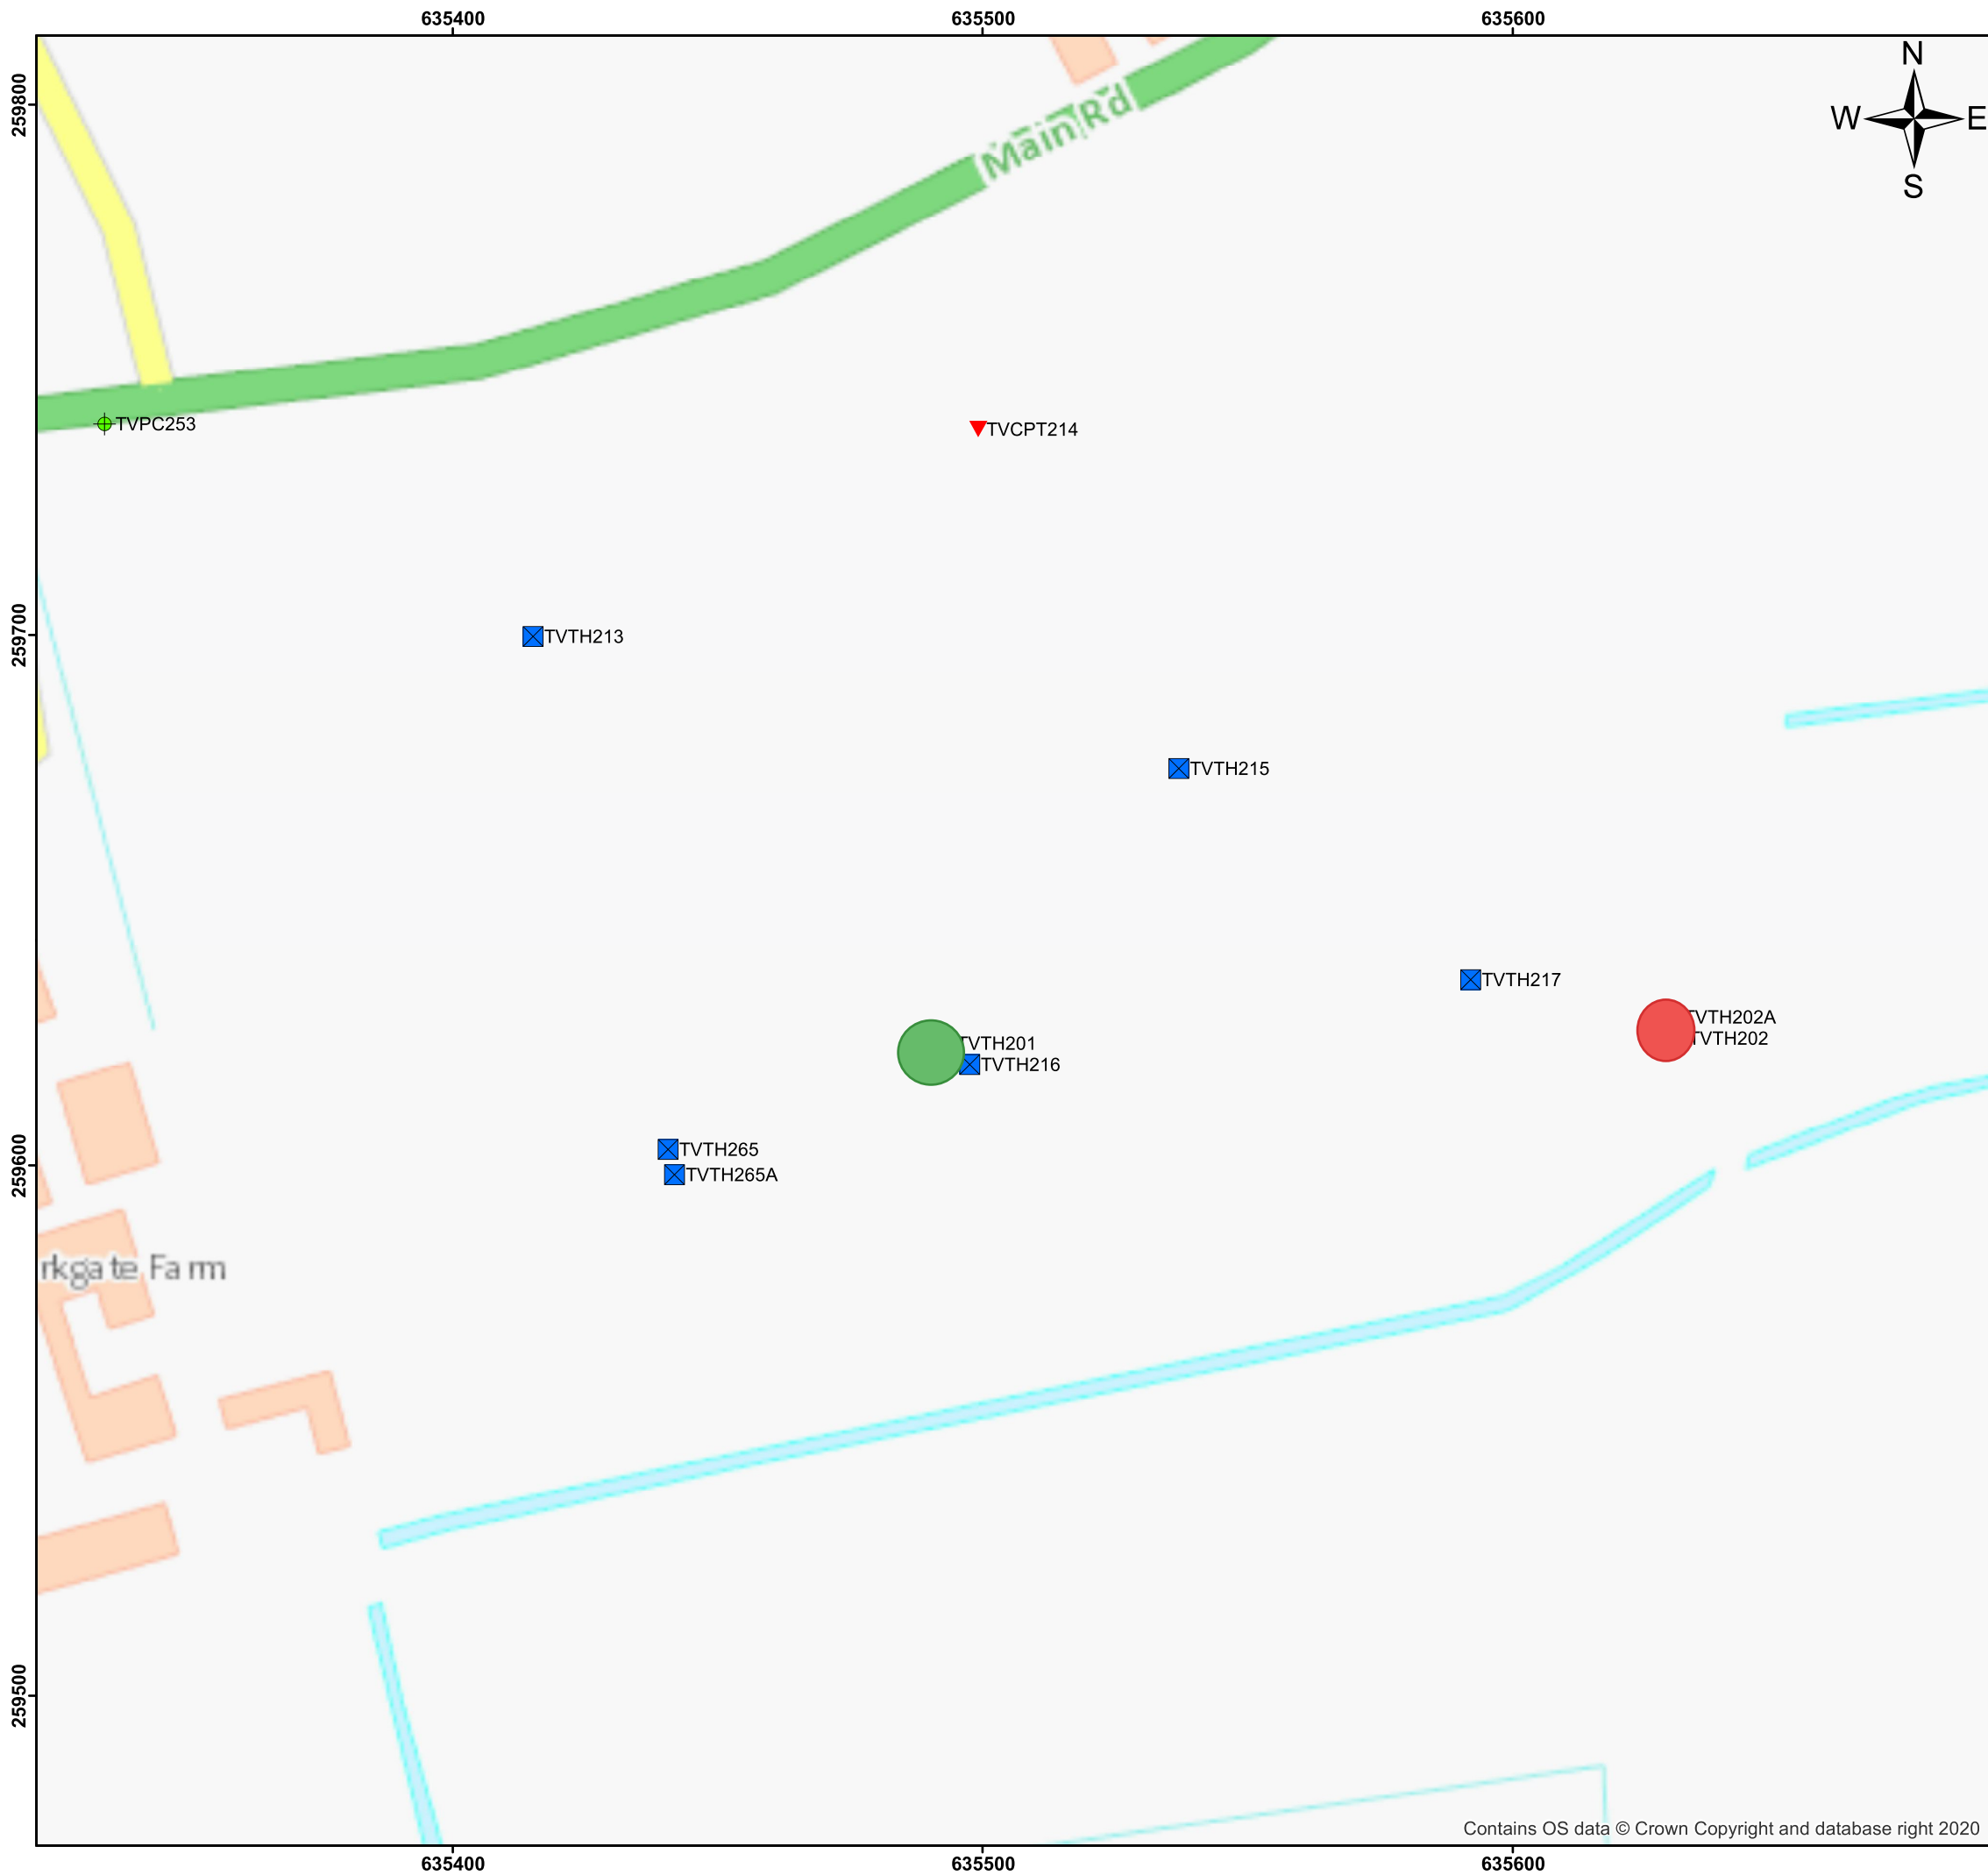 635400
635500
635600
N
W
E
S
259800
Main Rd
TVPC253
TVCPT214
259700
TVTH213
TVTH215
TVTH217
TVTH202A
TVTH202
TVTH201
TVTH216
259600
TVTH265
TVTH265A
rkgate Farm
259500
Contains OS data © Crown Copyright and database right 2020
635400
635500
635600